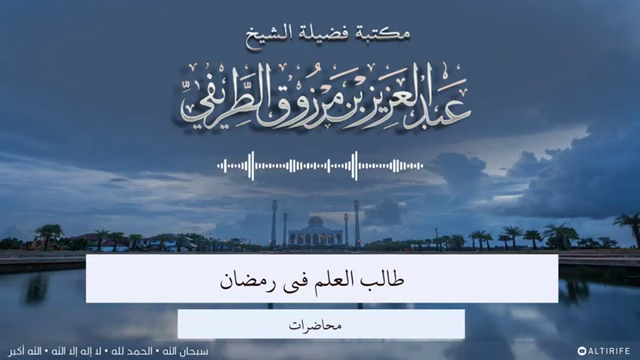 مكتبة فضيلة الشيخ
عبد العزيز بن مرزوق الطريفي
طالب العلم فى رمضان
محاضرات
سبحان الله • الحمد لله • لا إله إلا الله • الله أكبر
ALTIRIFE